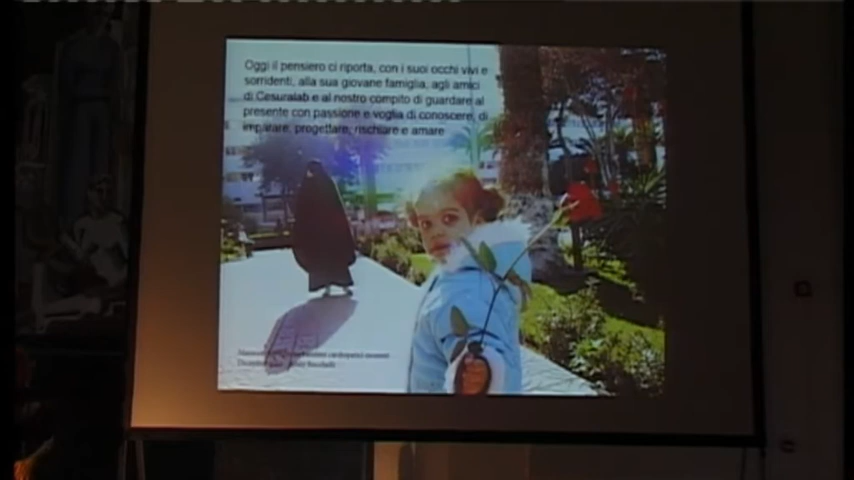 Oggi il pensiero ci riporta, con i suoi occhi vivi e
sorridenti, alla sua giovane famiglia, agli amici
di Cesuralab e al nostro compito di guardare al
presente con passione e voglia di conoscere, di
imparare, progettare, rischiare e amare